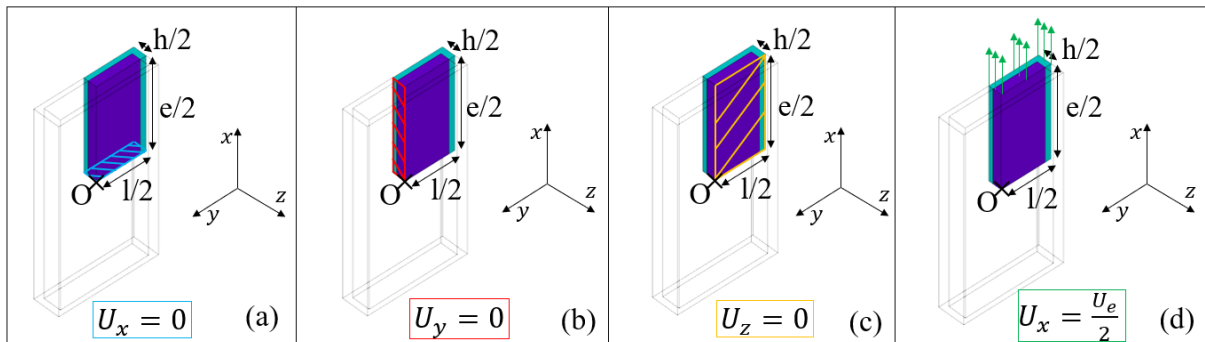 h/2
e/2
l/2
O
x
y
z
U_x = 0
(a)
h/2
e/2
l/2
O
x
y
z
U_y = 0
(b)
h/2
e/2
l/2
O
x
y
z
U_z = 0
(c)
h/2
e/2
l/2
O
x
y
z
U_x = U_e/2
(d)